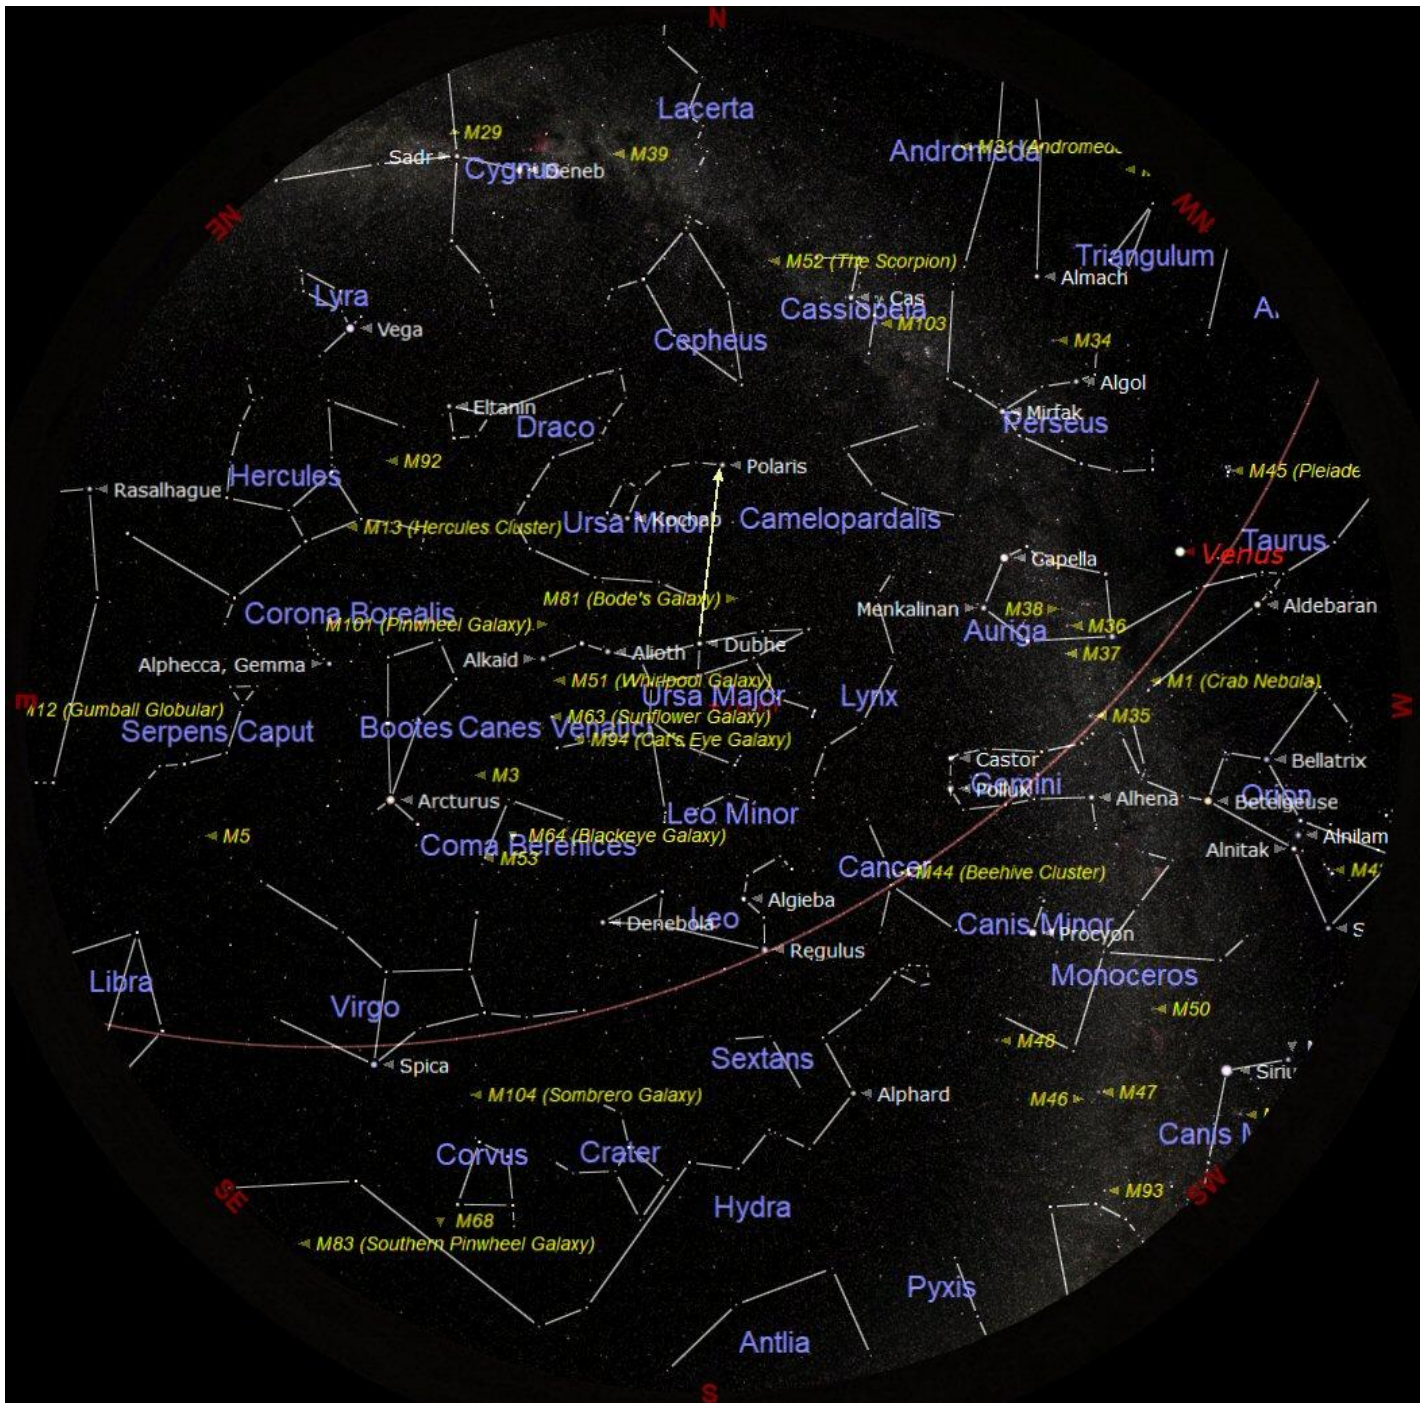 N
Lacerta
M29
Sadr
Cygnus
Deneb
M39
Andromeda
M31
NE
NW
M52 (The Scorpion)
Triangulum
Almach
Lyra
Vega
Cepheus
γ Cas
Cassiopeia
M103
M34
Algol
Eltanin
Draco
Mirfak
Perseus
M92
Polaris
M45
Hercules
Rasalhague
M13 (Hercules Cluster)
Ursa Minor
Kochab
Camelopardalis
Taurus
Venus
Capella
M81 (Bode's Galaxy)
Menkalinan
M38
Aldebaran
Corona Borealis
M101 (Pinwheel Galaxy)
M36
Auriga
M37
Alphecca, Gemma
Alkaid
Alioth
Dubhe
M51 (Whirlpool Galaxy)
M1 (Crab Nebula)
Ursa Major
Lynx
E
W
(Gumball Globular)
M63 (Sunflower Galaxy)
M35
Serpens Caput
Bootes
Canes Venatici
M94 (Cat's Eye Galaxy)
Castor
Bellatrix
M3
Gemini
Pollux
Orion
Arcturus
Alhena
Betelgeuse
Leo Minor
M5
M64 (Blackeye Galaxy)
Alnilam
Coma Berenices
M53
Alnitak
Cancer
M44 (Beehive Cluster)
Algieba
Leo
Denebola
Canis Minor
Procyon
Regulus
Libra
Virgo
Monoceros
M50
M48
Sextans
Spica
M104 (Sombrero Galaxy)
Alphard
M46
M47
Corvus
Crater
Canis
SE
SW
M93
Hydra
M68
M83 (Southern Pinwheel Galaxy)
Pyxis
Antlia
S